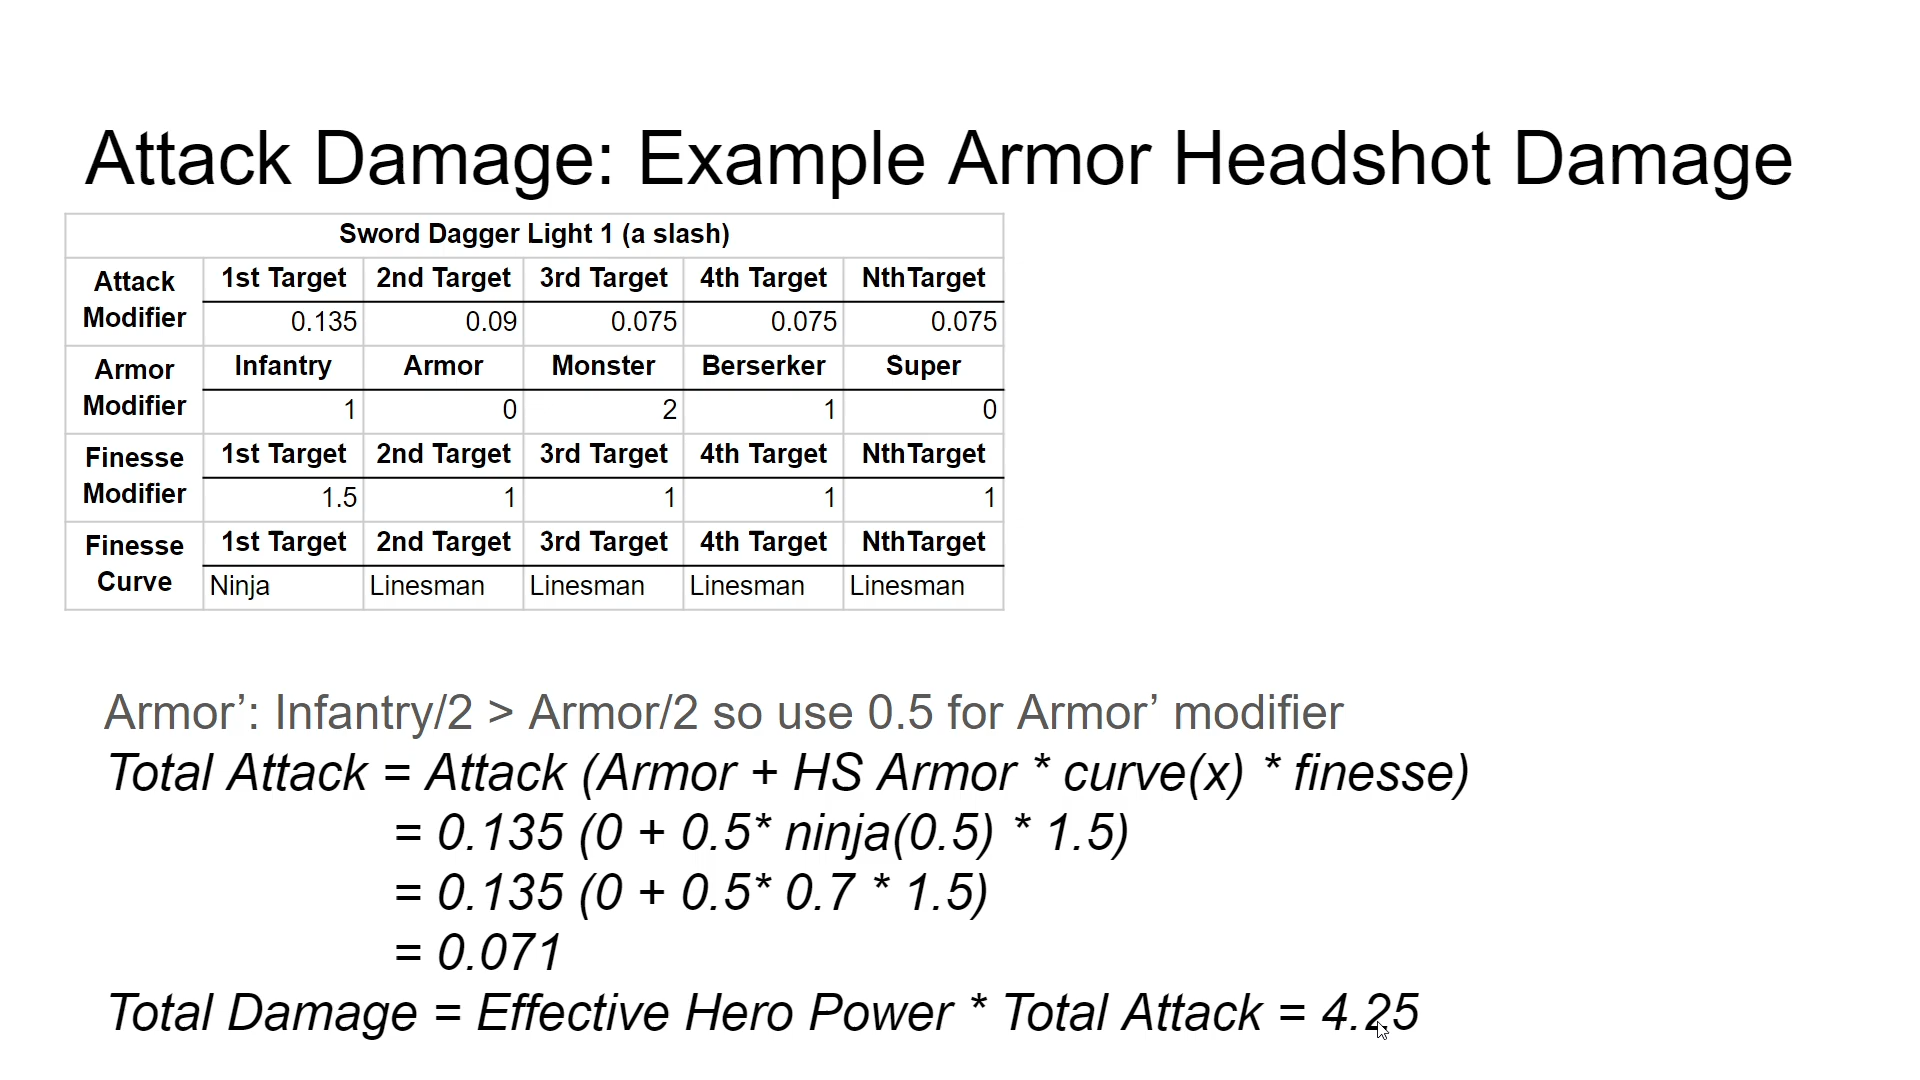 Attack Damage: Example Armor Headshot Damage
Sword Dagger Light 1 (a slash)
Attack Modifier 1st Target 2nd Target 3rd Target 4th Target NthTarget
0.135 0.09 0.075 0.075 0.075
Armor Modifier Infantry Armor Monster Berserker Super
1 0 2 1 0
Finesse Modifier 1st Target 2nd Target 3rd Target 4th Target NthTarget
1.5 1 1 1 1
Finesse Curve 1st Target 2nd Target 3rd Target 4th Target NthTarget
Ninja Linesman Linesman Linesman Linesman
Armor’: Infantry/2 > Armor/2 so use 0.5 for Armor’ modifier
Total Attack = Attack (Armor + HS Armor * curve(x) * finesse)
= 0.135 (0 + 0.5* ninja(0.5) * 1.5)
= 0.135 (0 + 0.5* 0.7 * 1.5)
= 0.071
Total Damage = Effective Hero Power * Total Attack = 4.25